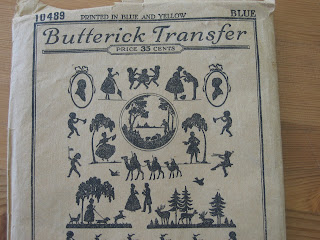 10489 PRINTED IN BLUE AND YELLOW BLUE
Butterick Transfer
PRICE 35 CENTS